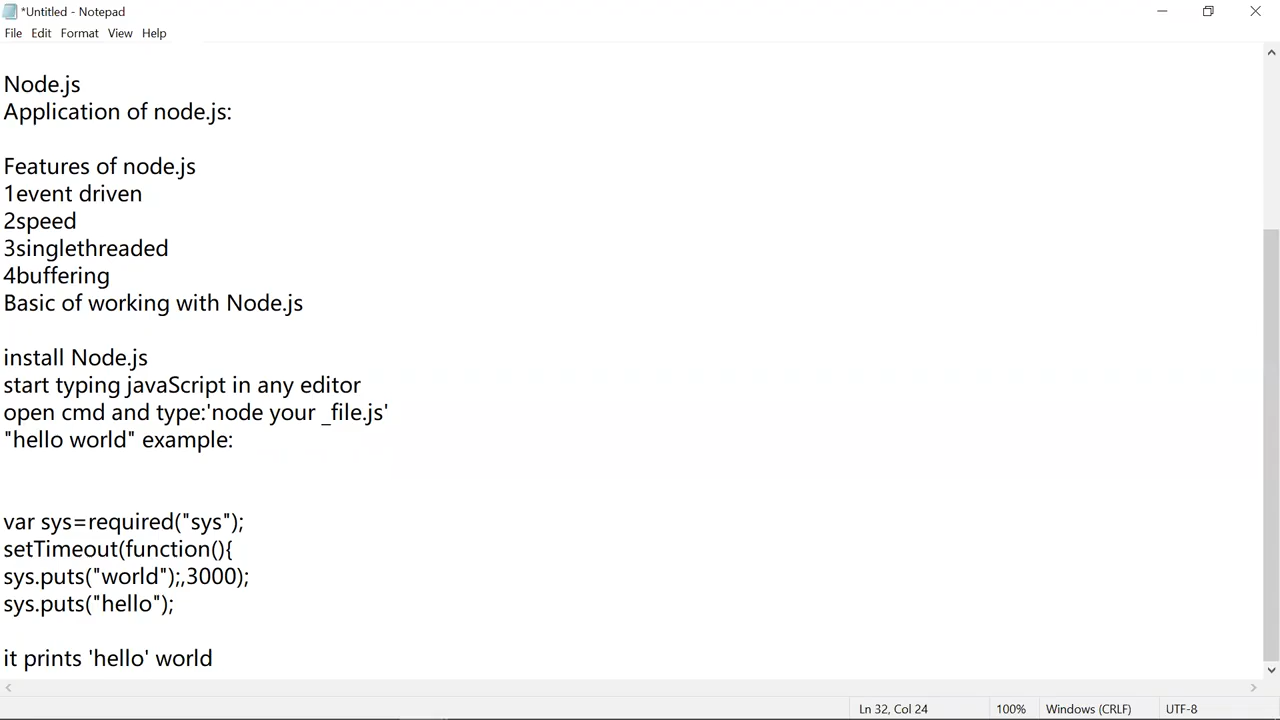 *Untitled - Notepad
File Edit Format View Help
Node.js
Application of node.js:
Features of node.js
1event driven
2speed
3singlethreaded
4buffering
Basic of working with Node.js
install Node.js
start typing javaScript in any editor
open cmd and type:'node your _file.js'
"hello world" example:
var sys=required("sys");
setTimeout(function(){
sys.puts("world");,3000);
sys.puts("hello");
it prints 'hello' world
Ln 32, Col 24 100% Windows (CRLF) UTF-8